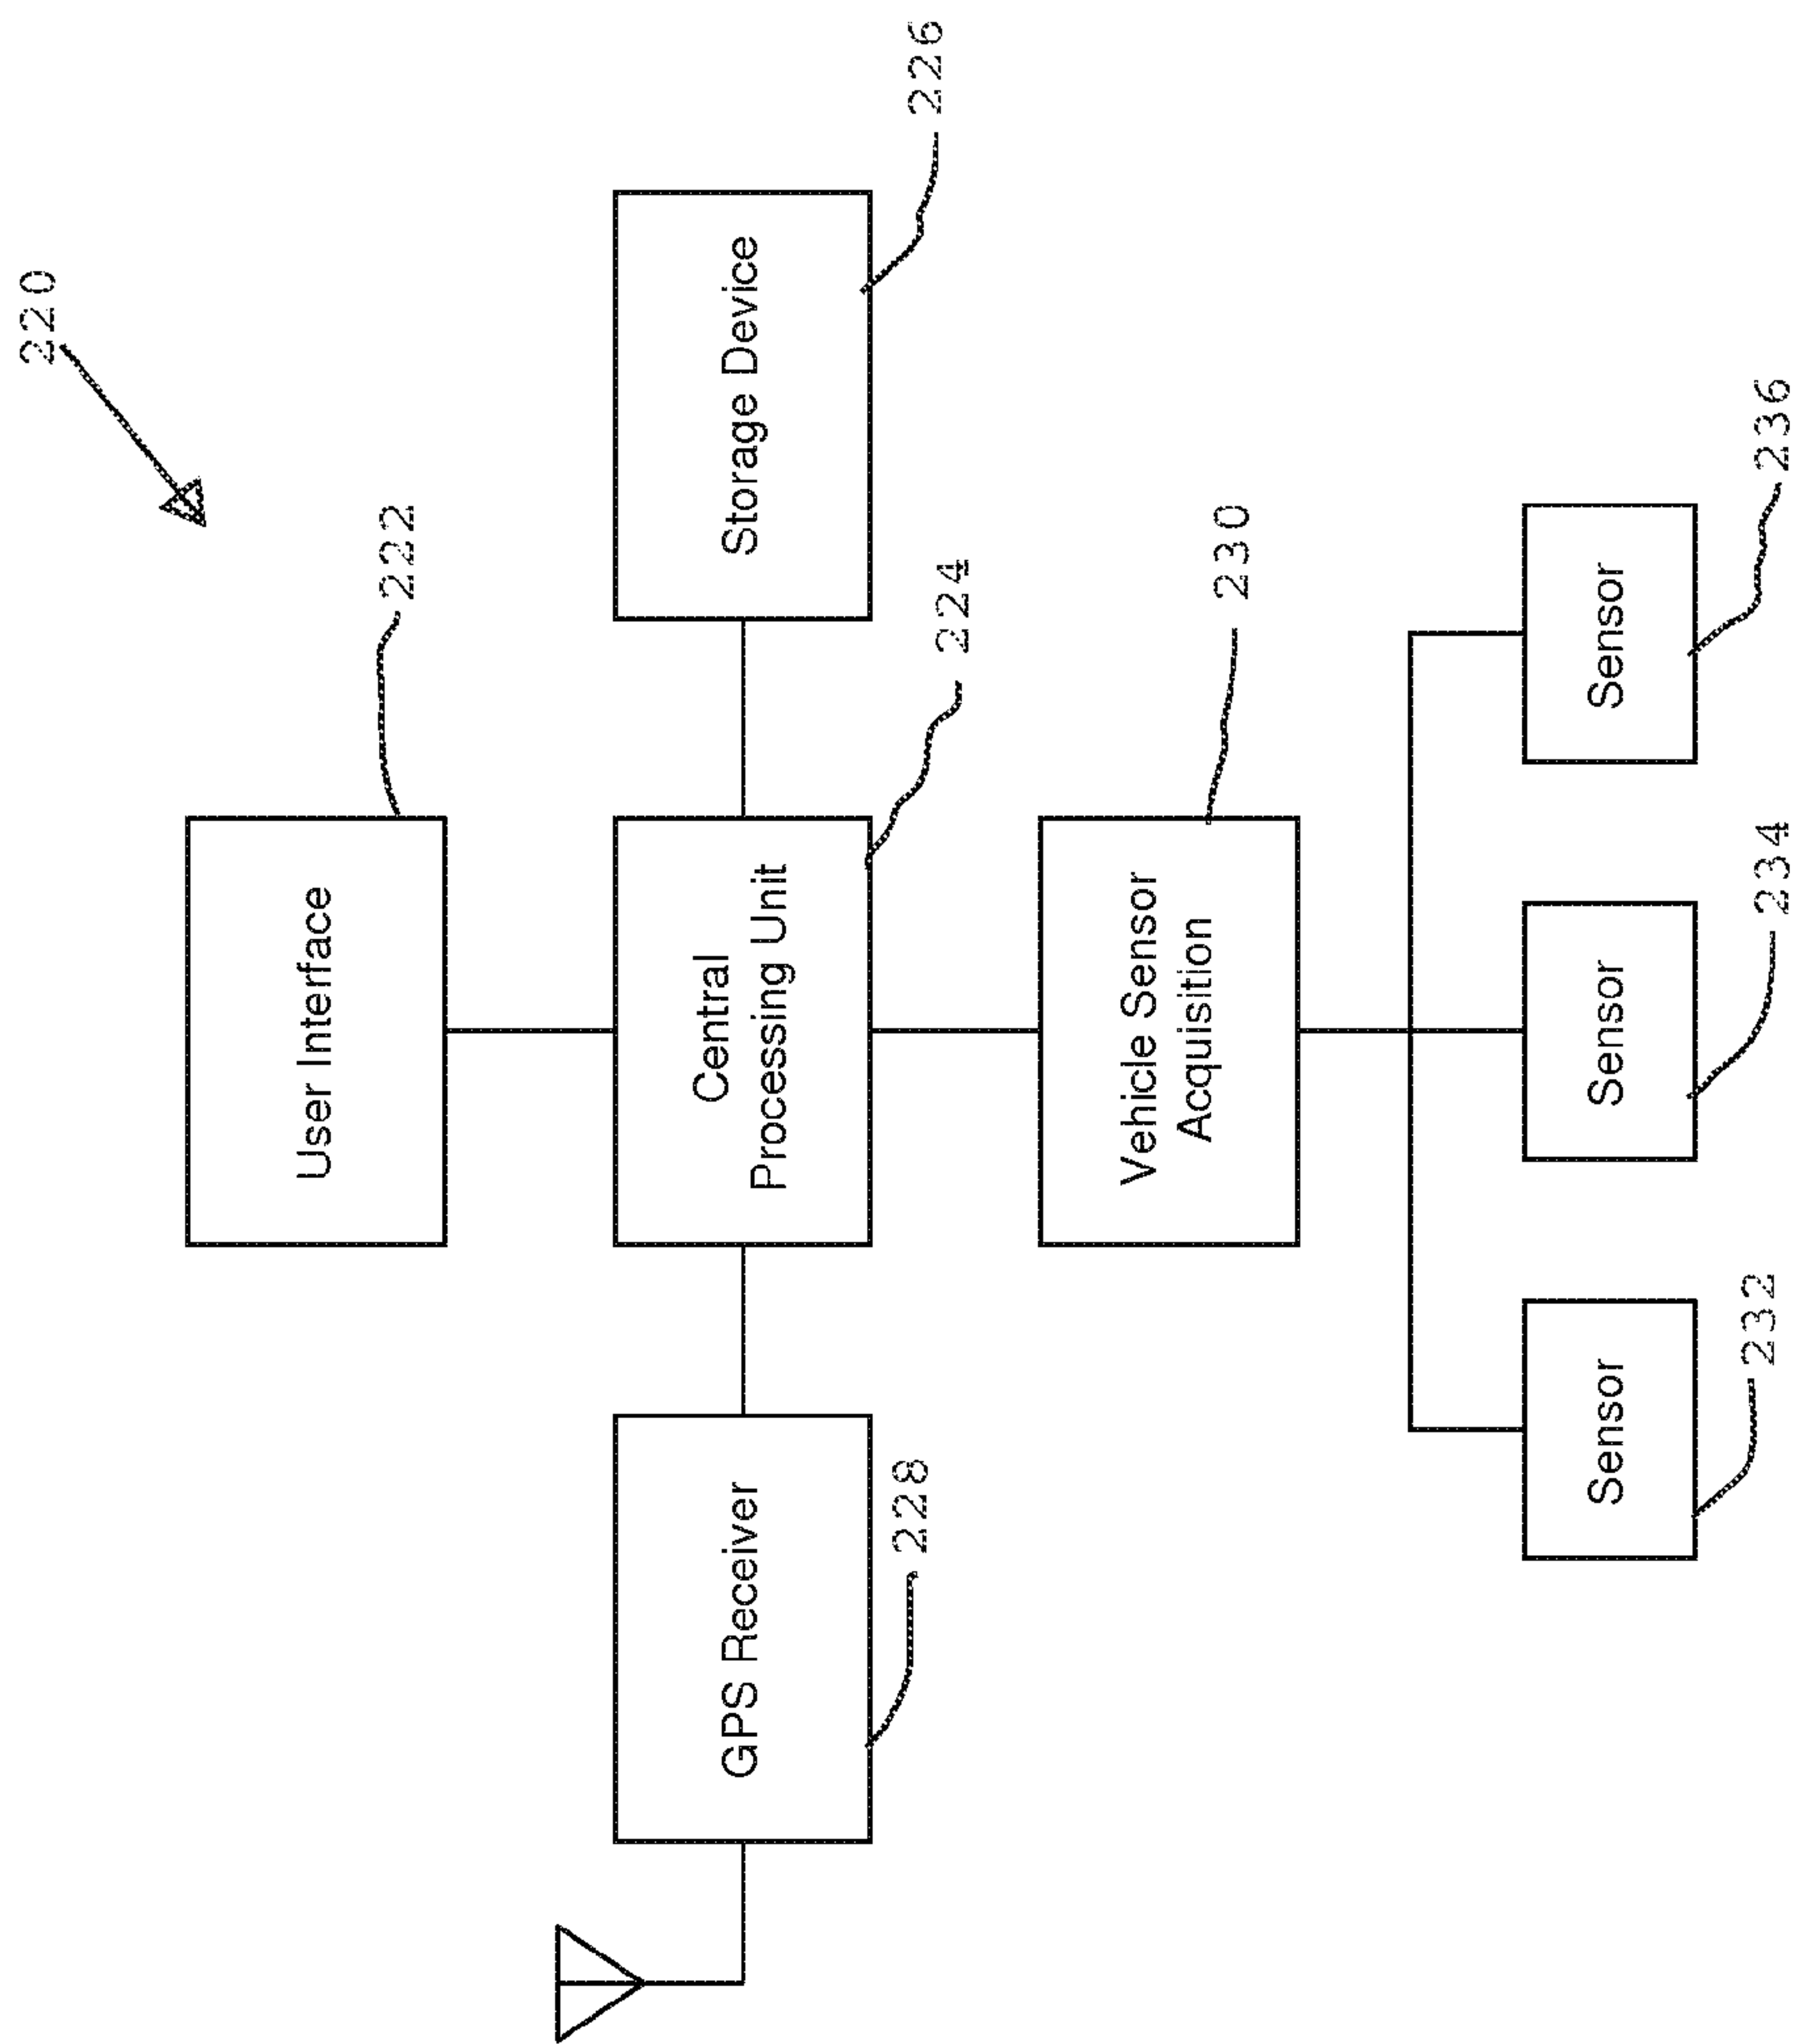 220
User Interface
222
GPS Receiver
228
Central
Processing Unit
224
Storage Device
226
Vehicle Sensor
Acquisition
230
Sensor
232
Sensor
234
Sensor
236